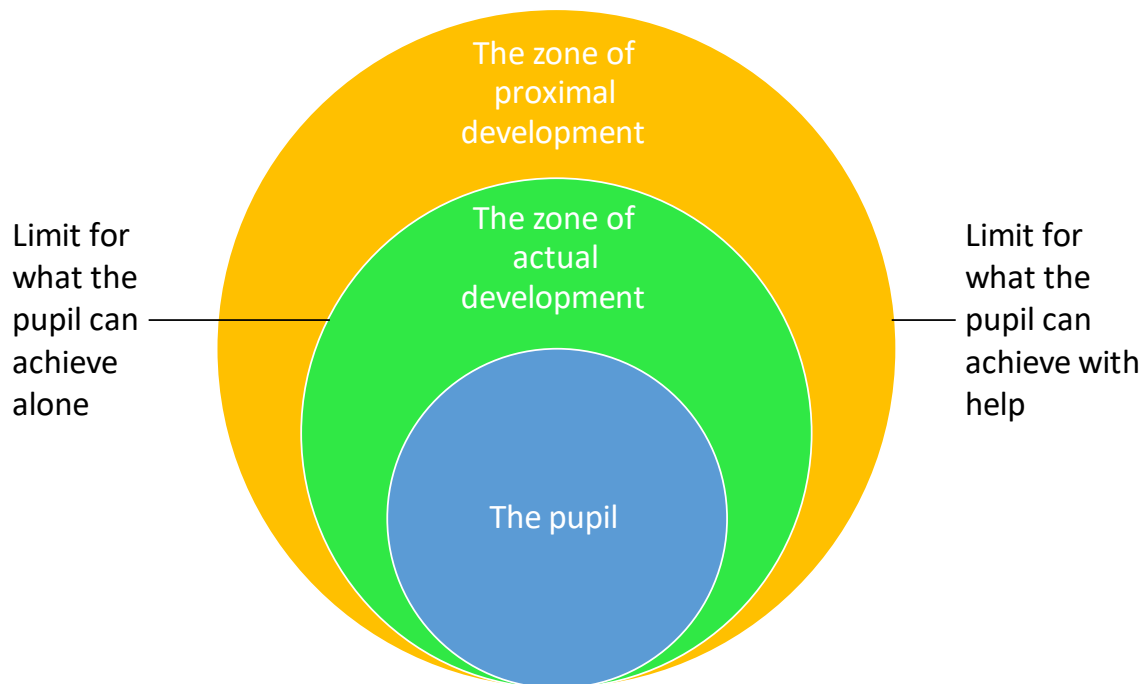 The zone of
proximal
development
The zone of
actual
development
Limit for
what the
pupil can
achieve
alone
Limit for
what the
pupil can
achieve with
help
The pupil